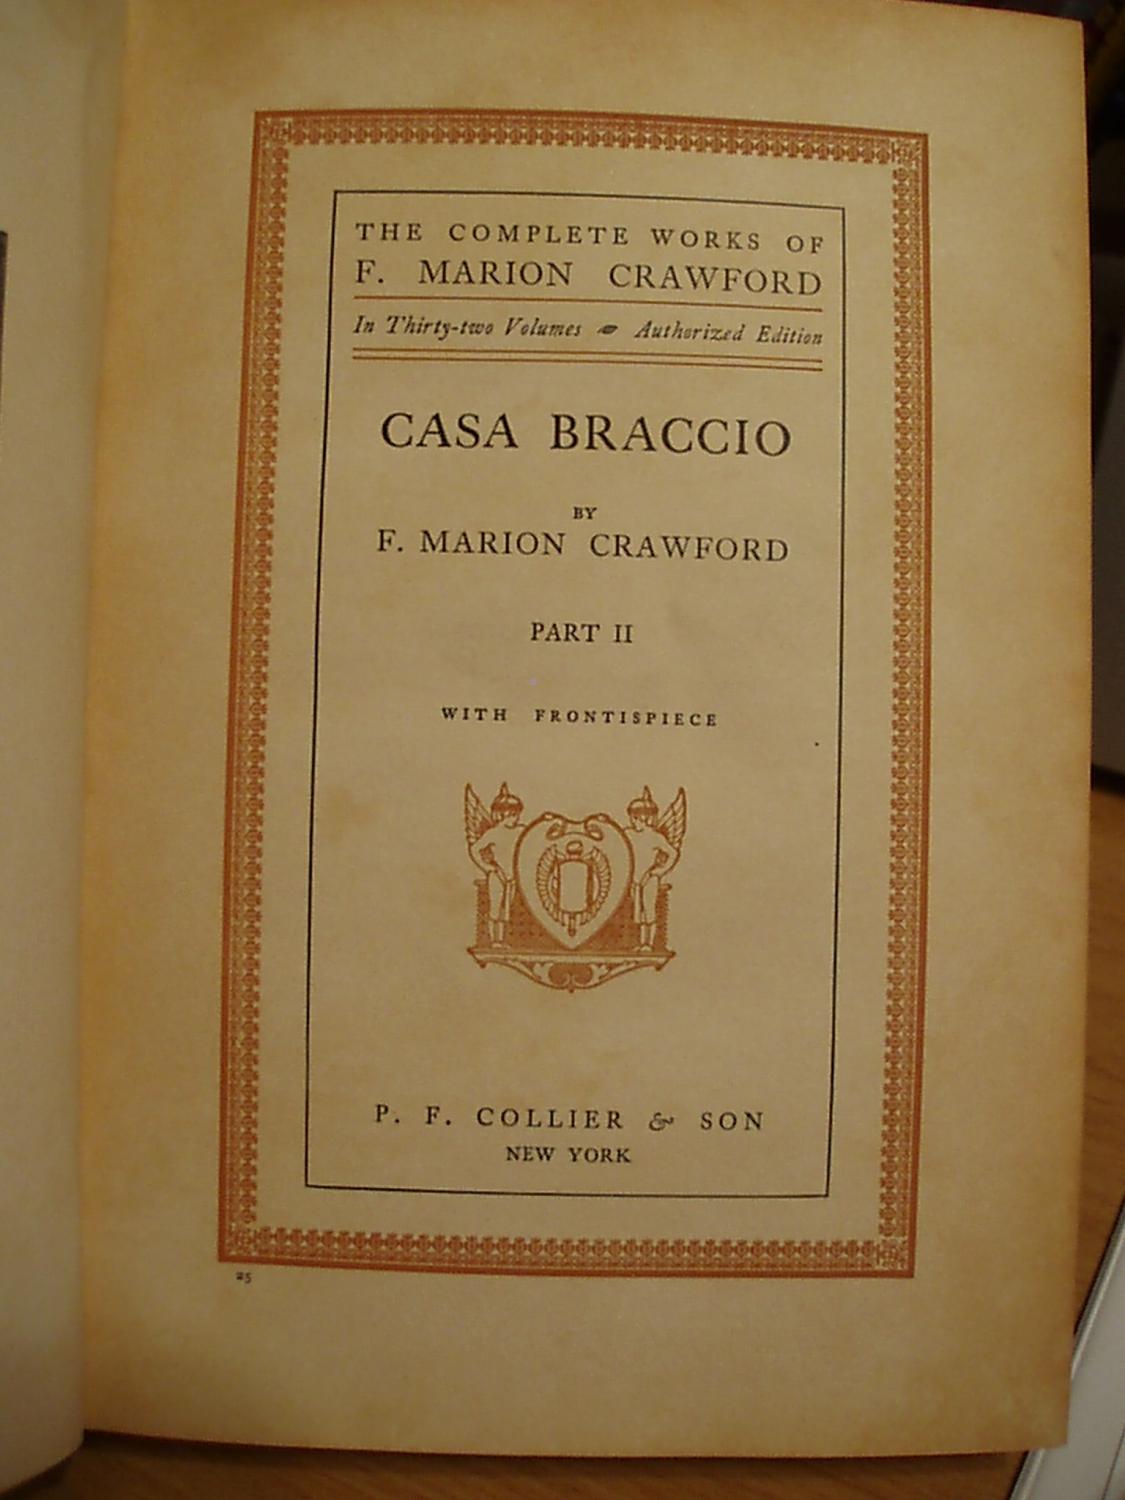 THE COMPLETE WORKS OF
F. MARION CRAWFORD
In Thirty-two Volumes Authorized Edition
CASA BRACCIO
BY
F. MARION CRAWFORD
PART II
WITH FRONTISPIECE
P. F. COLLIER & SON
NEW YORK
25